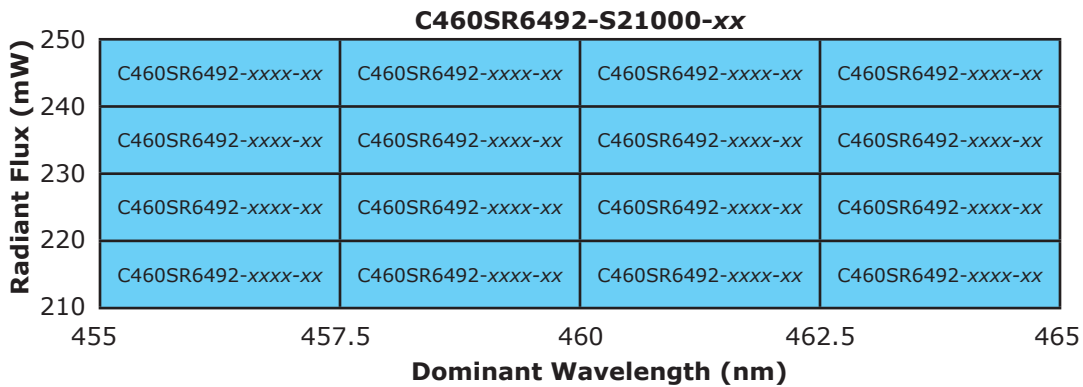 C460SR6492-S21000-xx
250
C460SR6492-xxxx-xx C460SR6492-xxxx-xx C460SR6492-xxxx-xx C460SR6492-xxxx-xx
240
C460SR6492-xxxx-xx C460SR6492-xxxx-xx C460SR6492-xxxx-xx C460SR6492-xxxx-xx
230
C460SR6492-xxxx-xx C460SR6492-xxxx-xx C460SR6492-xxxx-xx C460SR6492-xxxx-xx
220
C460SR6492-xxxx-xx C460SR6492-xxxx-xx C460SR6492-xxxx-xx C460SR6492-xxxx-xx
210
Radiant Flux (mW)
455 457.5 460 462.5 465
Dominant Wavelength (nm)